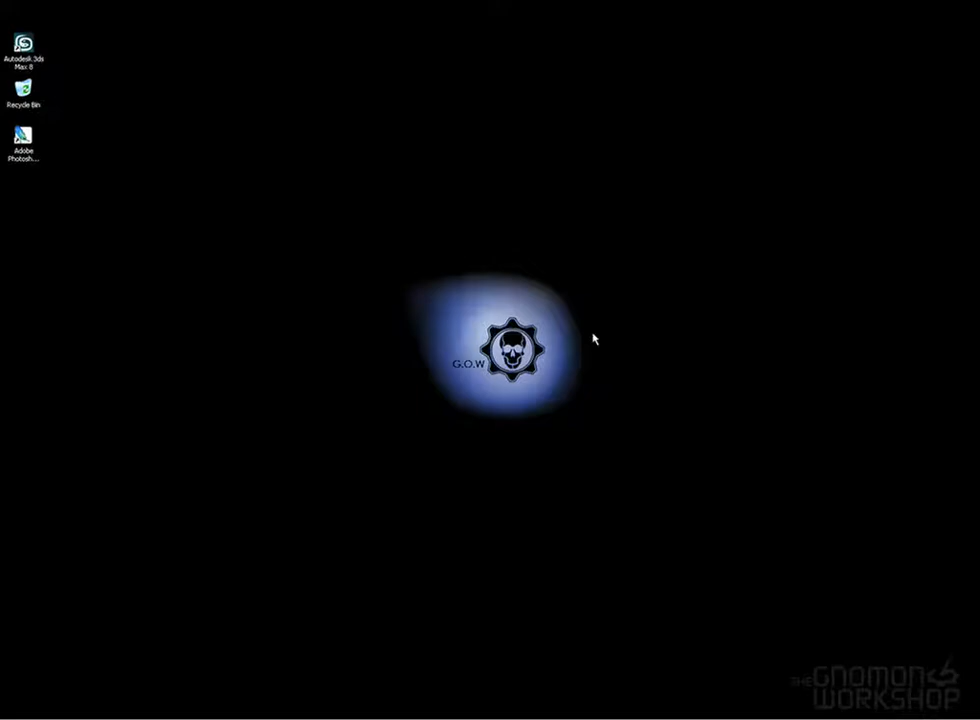 Autodesk 3ds
Max 8
Recycle Bin
Adobe
Photosh...
G.O.W
THE GNOMON
WORKSHOP